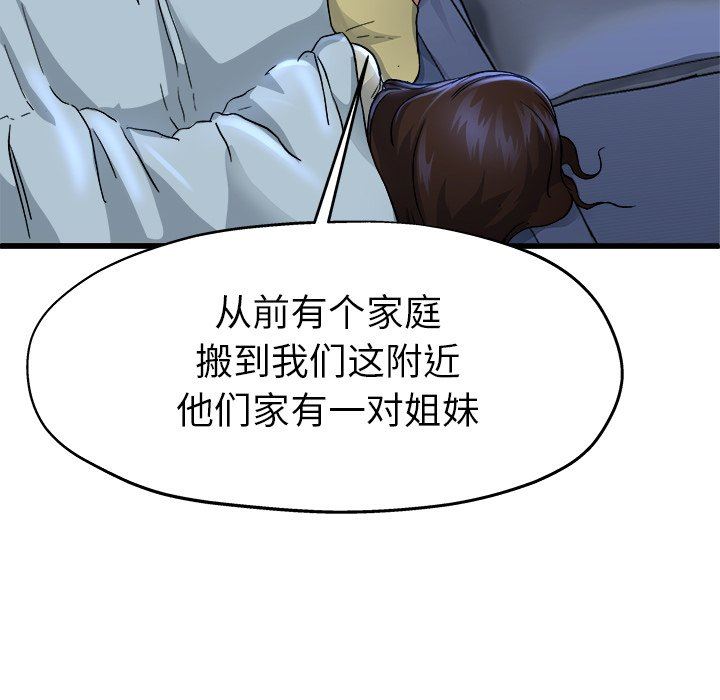 从前有个家庭
搬到我们这附近
他们家有一对姐妹